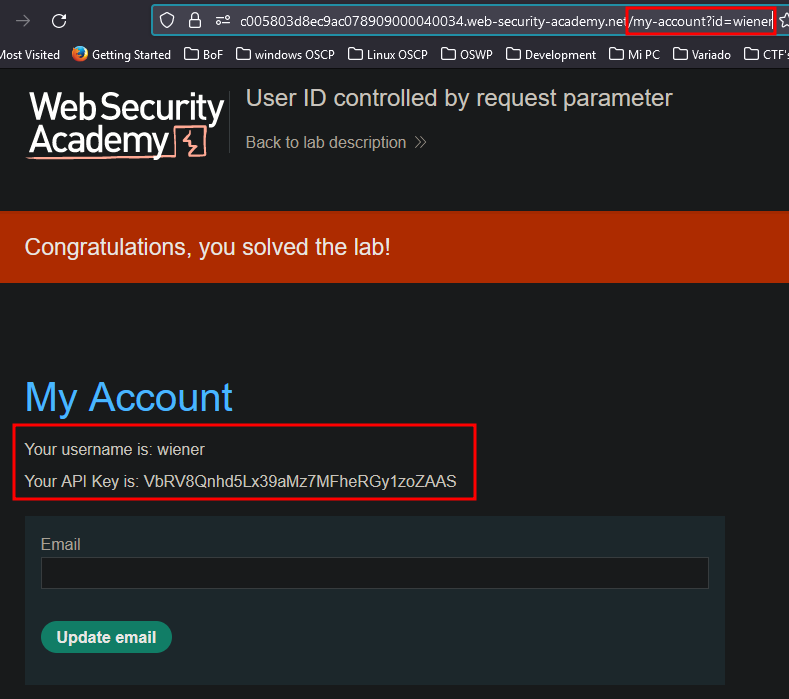 c005803d8ec9ac078909000040034.web-security-academy.net/my-account?id=wiener
Most Visited Getting Started BoF windows OSCP Linux OSCP OSWP Development Mi PC Variado CTF's
Web Security
Academy
User ID controlled by request parameter
Back to lab description
Congratulations, you solved the lab!
My Account
Your username is: wiener
Your API Key is: VbRV8Qnhd5Lx39aMz7MFheRGy1zoZAAS
Email
Update email